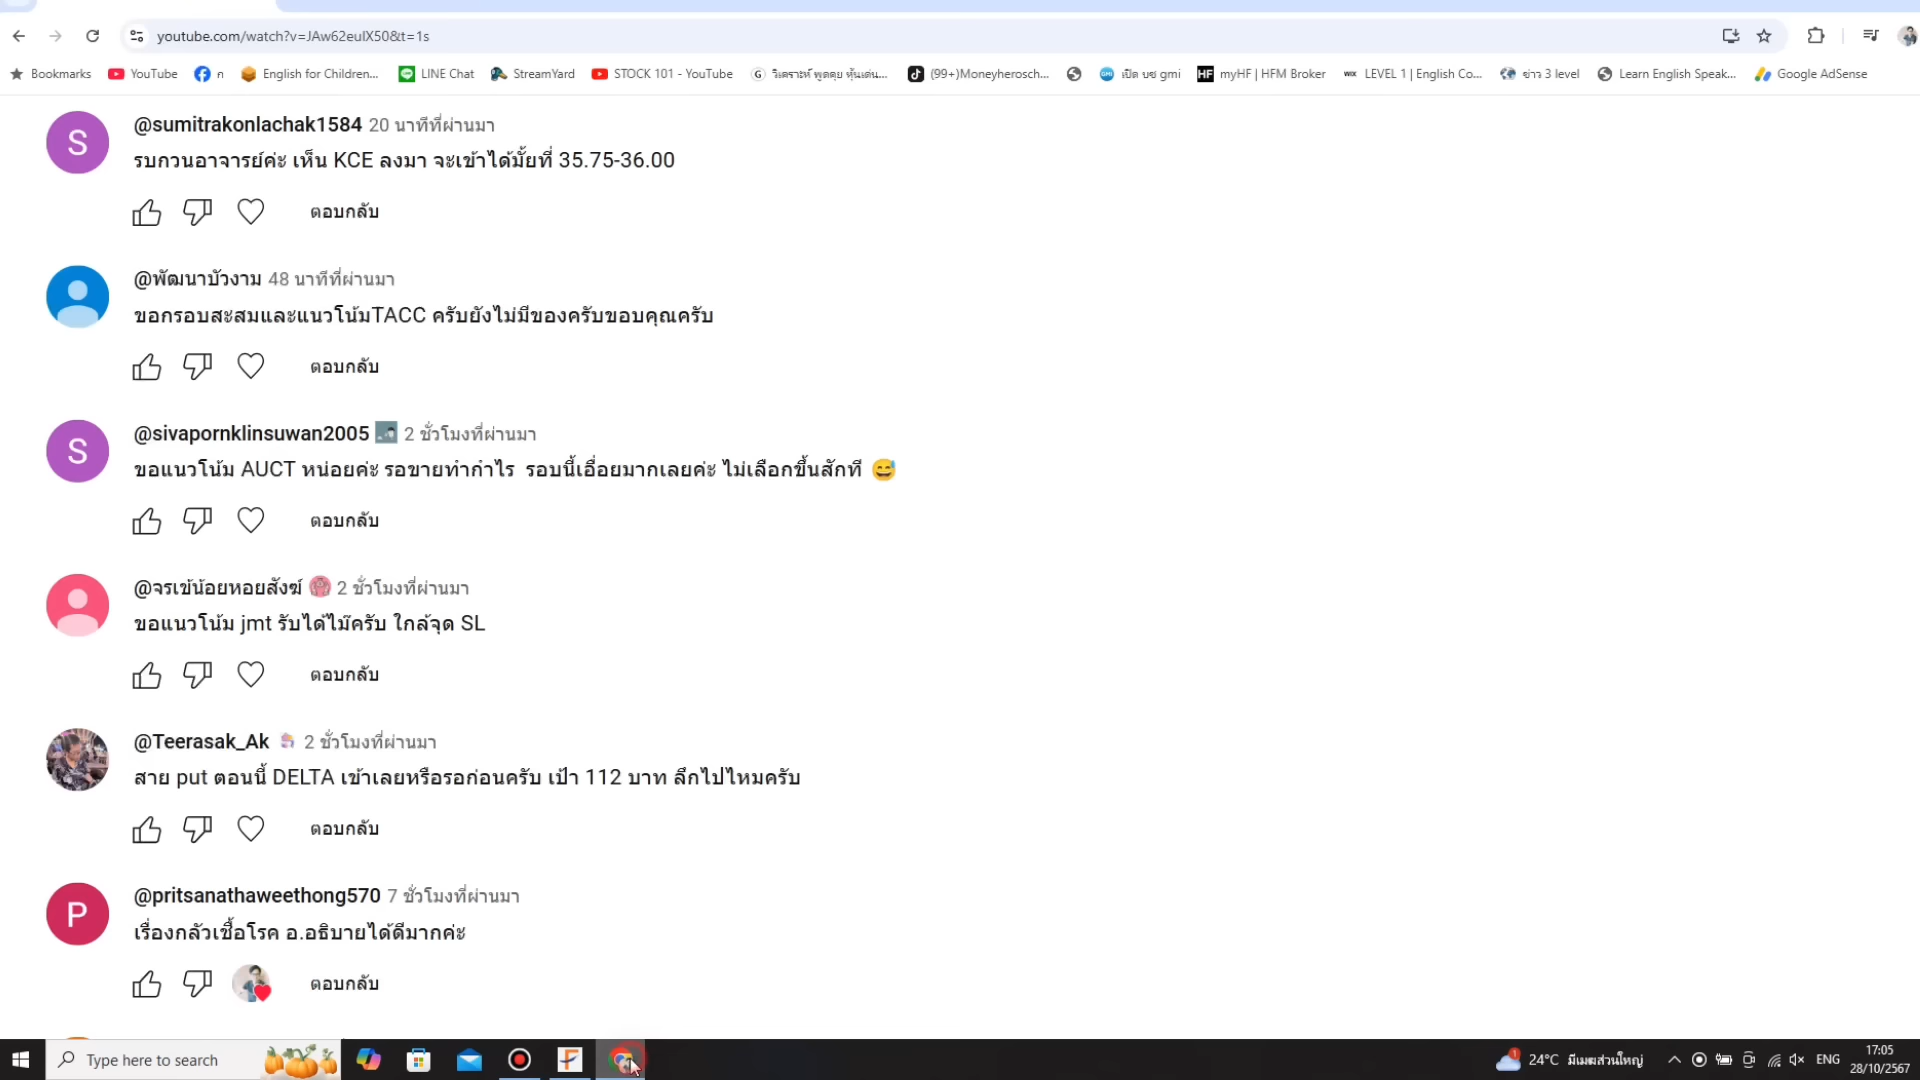 youtube.com/watch?v=JAw62eulX50&t=1s
Bookmarks YouTube ก English for Children... LINE Chat StreamYard STOCK 101 - YouTube วิเคราะห์ พูดคุย หุ้นเด่น... (99+)Moneyherosch... เปิด บช gmi myHF | HFM Broker LEVEL 1 | English Co... ข่าว 3 level Learn English Speak... Google AdSense
S @sumitrakonlachak1584 20 นาทีที่ผ่านมา
รบกวนอาจารย์ค่ะ เห็น KCE ลงมา จะเข้าได้มั้ยที่ 35.75-36.00
ตอบกลับ
@พัฒนาบัวงาม 48 นาทีที่ผ่านมา
ขอกรอบสะสมและแนวโน้มTACC ครับยังไม่มีของครับขอบคุณครับ
ตอบกลับ
S @sivapornklinsuwan2005 2 ชั่วโมงที่ผ่านมา
ขอแนวโน้ม AUCT หน่อยค่ะ รอขายทำกำไร รอบนี้เอื่อยมากเลยค่ะ ไม่เลือกขึ้นสักที 😅
ตอบกลับ
@จรเข้น้อยหอยสังฆ์ 2 ชั่วโมงที่ผ่านมา
ขอแนวโน้ม jmt รับได้ไม๊ครับ ใกล้จุด SL
ตอบกลับ
@Teerasak_Ak 2 ชั่วโมงที่ผ่านมา
สาย put ตอนนี้ DELTA เข้าเลยหรือรอก่อนครับ เป้า 112 บาท ลึกไปไหมครับ
ตอบกลับ
P @pritsanathaweethong570 7 ชั่วโมงที่ผ่านมา
เรื่องกลัวเชื้อโรค อ.อธิบายได้ดีมากค่ะ
ตอบกลับ
Type here to search 1 24°C มีเมฆส่วนใหญ่ ENG 17:05
28/10/2567